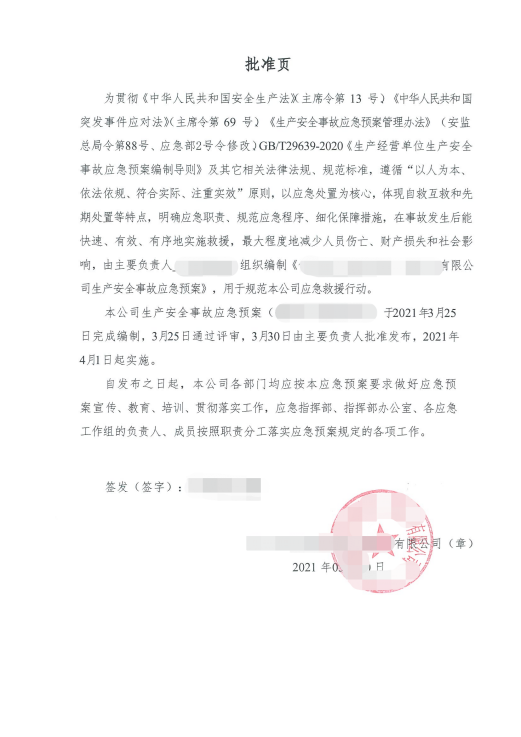 批准页
为贯彻《中华人民共和国安全生产法》(主席令第 13 号)《中华人民共和国
突发事件应对法》(主席令第 69 号)《生产安全事故应急预案管理办法》(安监
总局令第88号、应急部2号令修改)GB/T29639-2020《生产经营单位生产安全
事故应急预案编制导则》及其它相关法律法规、规范标准，遵循“以人为本、
依法依规、符合实际、注重实效”原则，以应急处置为核心，体现自救互救和先
期处置等特点，明确应急职责、规范应急程序、细化保障措施，在事故发生后能
快速、有效、有序地实施救援，最大程度地减少人员伤亡、财产损失和社会影
响，由主要负责人 组织编制《 有限公
司生产安全事故应急预案》，用于规范本公司应急救援行动。
本公司生产安全事故应急预案（ 于2021年3月25
日完成编制，3月25日通过评审，3月30日由主要负责人批准发布，2021年
4月1日起实施。
自发布之日起，本公司各部门均应按本应急预案要求做好应急预
案宣传、教育、培训、贯彻落实工作，应急指挥部、指挥部办公室、各应急
工作组的负责人、成员按照职责分工落实应急预案规定的各项工作。
签发（签字）：
有限公司（章）
2021 年 日